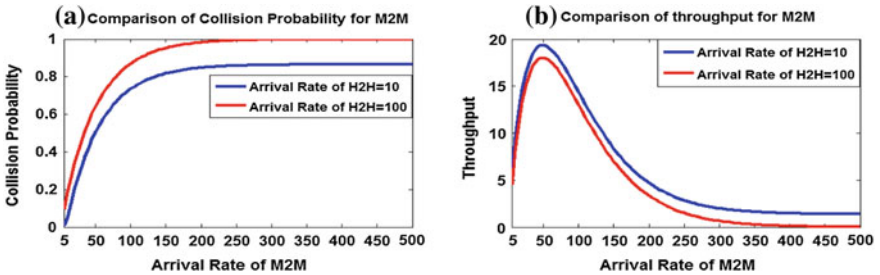 (a) Comparison of Collision Probability for M2M
Collision Probability
1
0.8
0.6
0.4
0.2
0
Arrival Rate of H2H=10
Arrival Rate of H2H=100
5 50 100 150 200 250 300 350 400 450 500
Arrival Rate of M2M
(b) Comparison of throughput for M2M
Throughput
20
15
10
5
0
Arrival Rate of H2H=10
Arrival Rate of H2H=100
5 50 100 150 200 250 300 350 400 450 500
Arrival Rate of M2M